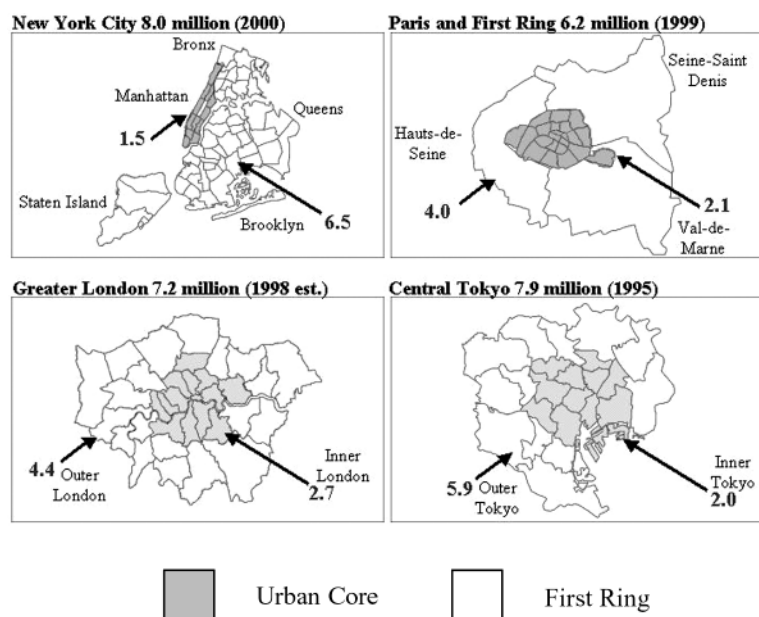 New York City 8.0 million (2000)
Bronx
Manhattan
1.5
Queens
Staten Island
Brooklyn
6.5
Paris and First Ring 6.2 million (1999)
Seine-Saint
Denis
Hauts-de-
Seine
4.0
2.1
Val-de-
Marne
Greater London 7.2 million (1998 est.)
4.4 Outer
London
Inner
London
2.7
Central Tokyo 7.9 million (1995)
5.9 Outer
Tokyo
Inner
Tokyo
2.0
Urban Core
First Ring